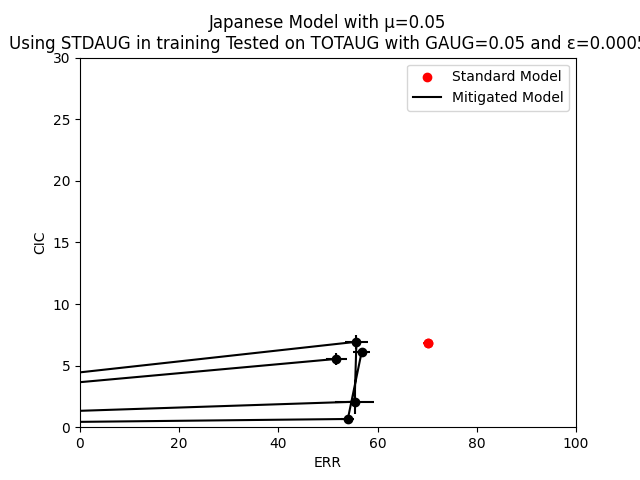 Japanese Model with μ=0.05
Using STDAUG in training Tested on TOTAUG with GAUG=0.05 and ε=0.0005
Standard Model
Mitigated Model
30
25
20
15
10
5
0
CIC
0 20 40 60 80 100
ERR